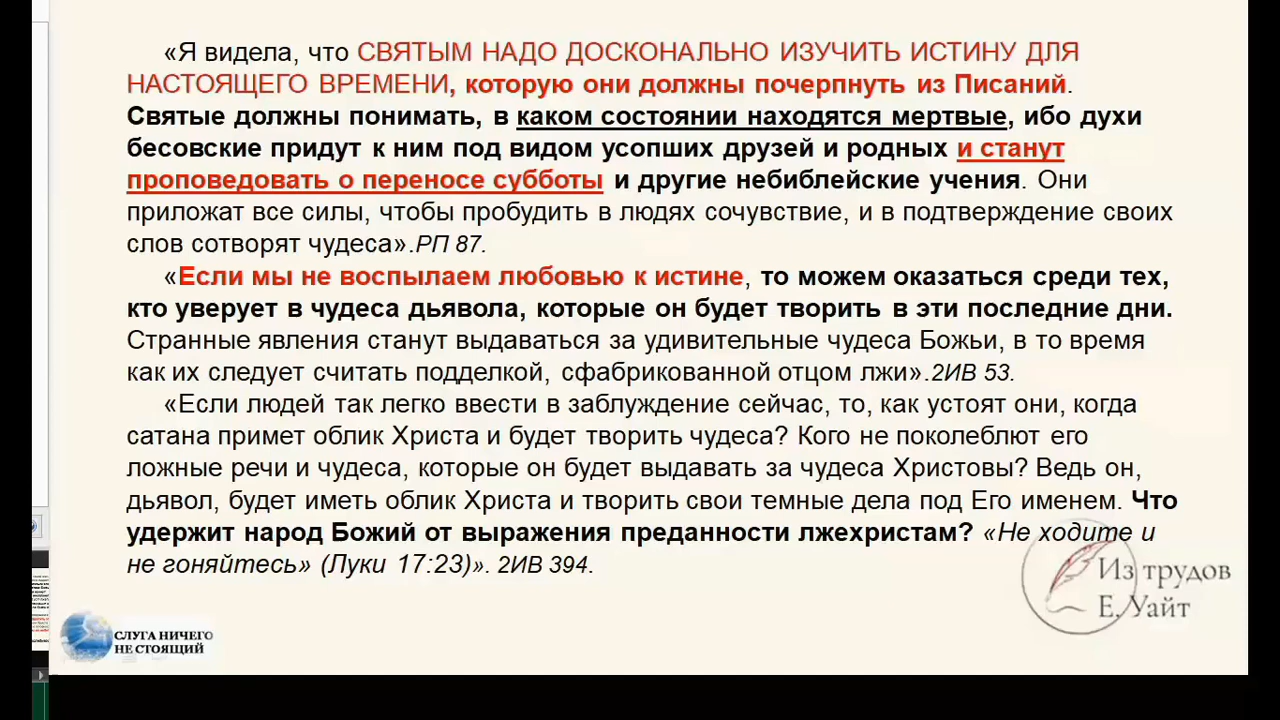 «Я видела, что СВЯТЫМ НАДО ДОСКОНАЛЬНО ИЗУЧИТЬ ИСТИНУ ДЛЯ
НАСТОЯЩЕГО ВРЕМЕНИ, которую они должны почерпнуть из Писаний.
Святые должны понимать, в каком состоянии находятся мертвые, ибо духи
бесовские придут к ним под видом усопших друзей и родных и станут
проповедовать о переносе субботы и другие небиблейские учения. Они
приложат все силы, чтобы пробудить в людях сочувствие, и в подтверждение своих
слов сотворят чудеса».РП 87.
«Если мы не воспылаем любовью к истине, то можем оказаться среди тех,
кто уверует в чудеса дьявола, которые он будет творить в эти последние дни.
Странные явления станут выдаваться за удивительные чудеса Божьи, в то время
как их следует считать подделкой, сфабрикованной отцом лжи».2ИВ 53.
«Если людей так легко ввести в заблуждение сейчас, то, как устоят они, когда
сатана примет облик Христа и будет творить чудеса? Кого не поколеблют его
ложные речи и чудеса, которые он будет выдавать за чудеса Христовы? Ведь он,
дьявол, будет иметь облик Христа и творить свои темные дела под Его именем. Что
удержит народ Божий от выражения преданности лжехристам? «Не ходите и
не гоняйтесь» (Луки 17:23)». 2ИВ 394.
Из трудов
Е. Уайт
СЛУГА НИЧЕГО
НЕ СТОЯЩИЙ